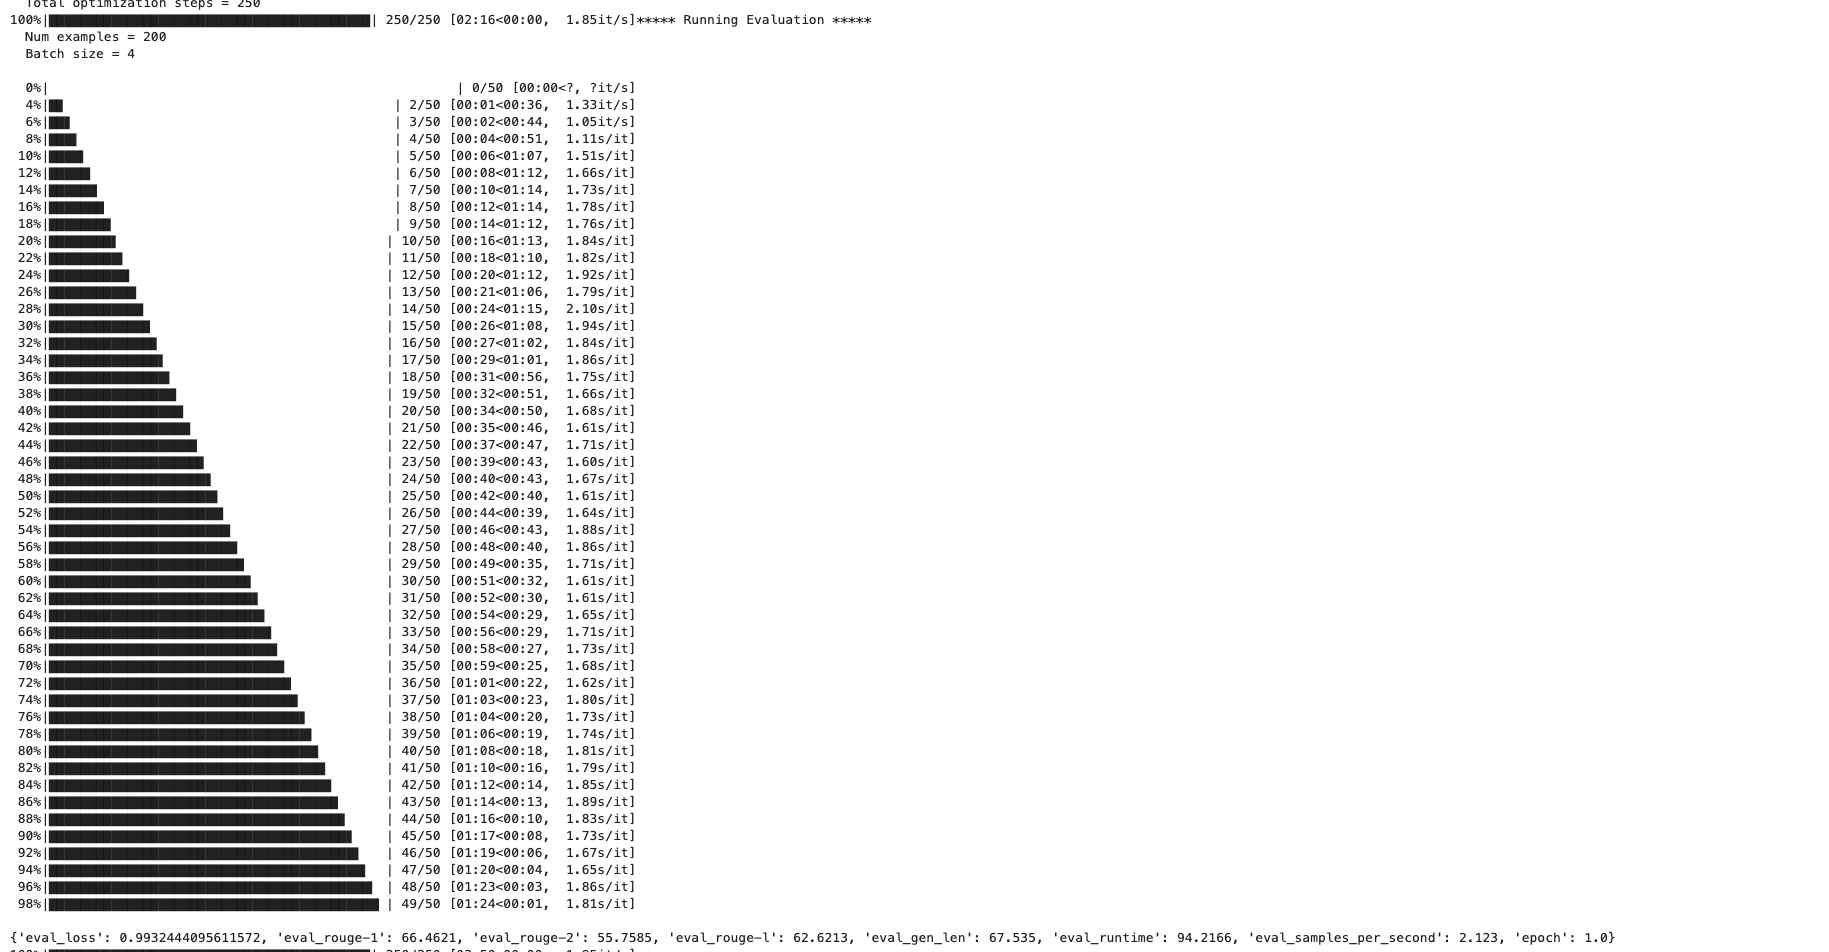 Total optimization steps = 250
100%| 250/250 [02:16<00:00, 1.85it/s]***** Running Evaluation *****
Num examples = 200
Batch size = 4
0%| | 0/50 [00:00<?, ?it/s]
4%| | 2/50 [00:01<00:36, 1.33it/s]
6%| | 3/50 [00:02<00:44, 1.05it/s]
8%| | 4/50 [00:04<00:51, 1.11s/it]
10%| | 5/50 [00:06<01:07, 1.51s/it]
12%| | 6/50 [00:08<01:12, 1.66s/it]
14%| | 7/50 [00:10<01:14, 1.73s/it]
16%| | 8/50 [00:12<01:14, 1.78s/it]
18%| | 9/50 [00:14<01:12, 1.76s/it]
20%| | 10/50 [00:16<01:13, 1.84s/it]
22%| | 11/50 [00:18<01:10, 1.82s/it]
24%| | 12/50 [00:20<01:12, 1.92s/it]
26%| | 13/50 [00:21<01:06, 1.79s/it]
28%| | 14/50 [00:24<01:15, 2.10s/it]
30%| | 15/50 [00:26<01:08, 1.94s/it]
32%| | 16/50 [00:27<01:02, 1.84s/it]
34%| | 17/50 [00:29<01:01, 1.86s/it]
36%| | 18/50 [00:31<00:56, 1.75s/it]
38%| | 19/50 [00:32<00:51, 1.66s/it]
40%| | 20/50 [00:34<00:50, 1.68s/it]
42%| | 21/50 [00:35<00:46, 1.61s/it]
44%| | 22/50 [00:37<00:47, 1.71s/it]
46%| | 23/50 [00:39<00:43, 1.60s/it]
48%| | 24/50 [00:40<00:43, 1.67s/it]
50%| | 25/50 [00:42<00:40, 1.61s/it]
52%| | 26/50 [00:44<00:39, 1.64s/it]
54%| | 27/50 [00:46<00:43, 1.88s/it]
56%| | 28/50 [00:48<00:40, 1.86s/it]
58%| | 29/50 [00:49<00:35, 1.71s/it]
60%| | 30/50 [00:51<00:32, 1.61s/it]
62%| | 31/50 [00:52<00:30, 1.61s/it]
64%| | 32/50 [00:54<00:29, 1.65s/it]
66%| | 33/50 [00:56<00:29, 1.71s/it]
68%| | 34/50 [00:58<00:27, 1.73s/it]
70%| | 35/50 [00:59<00:25, 1.68s/it]
72%| | 36/50 [01:01<00:22, 1.62s/it]
74%| | 37/50 [01:03<00:23, 1.80s/it]
76%| | 38/50 [01:04<00:20, 1.73s/it]
78%| | 39/50 [01:06<00:19, 1.74s/it]
80%| | 40/50 [01:08<00:18, 1.81s/it]
82%| | 41/50 [01:10<00:16, 1.79s/it]
84%| | 42/50 [01:12<00:14, 1.85s/it]
86%| | 43/50 [01:14<00:13, 1.89s/it]
88%| | 44/50 [01:16<00:10, 1.83s/it]
90%| | 45/50 [01:17<00:08, 1.73s/it]
92%| | 46/50 [01:19<00:06, 1.67s/it]
94%| | 47/50 [01:20<00:04, 1.65s/it]
96%| | 48/50 [01:23<00:03, 1.86s/it]
98%| | 49/50 [01:24<00:01, 1.81s/it]
{'eval_loss': 0.9932444095611572, 'eval_rouge-1': 66.4621, 'eval_rouge-2': 55.7585, 'eval_rouge-l': 62.6213, 'eval_gen_len': 67.535, 'eval_runtime': 94.2166, 'eval_samples_per_second': 2.123, 'epoch': 1.0}